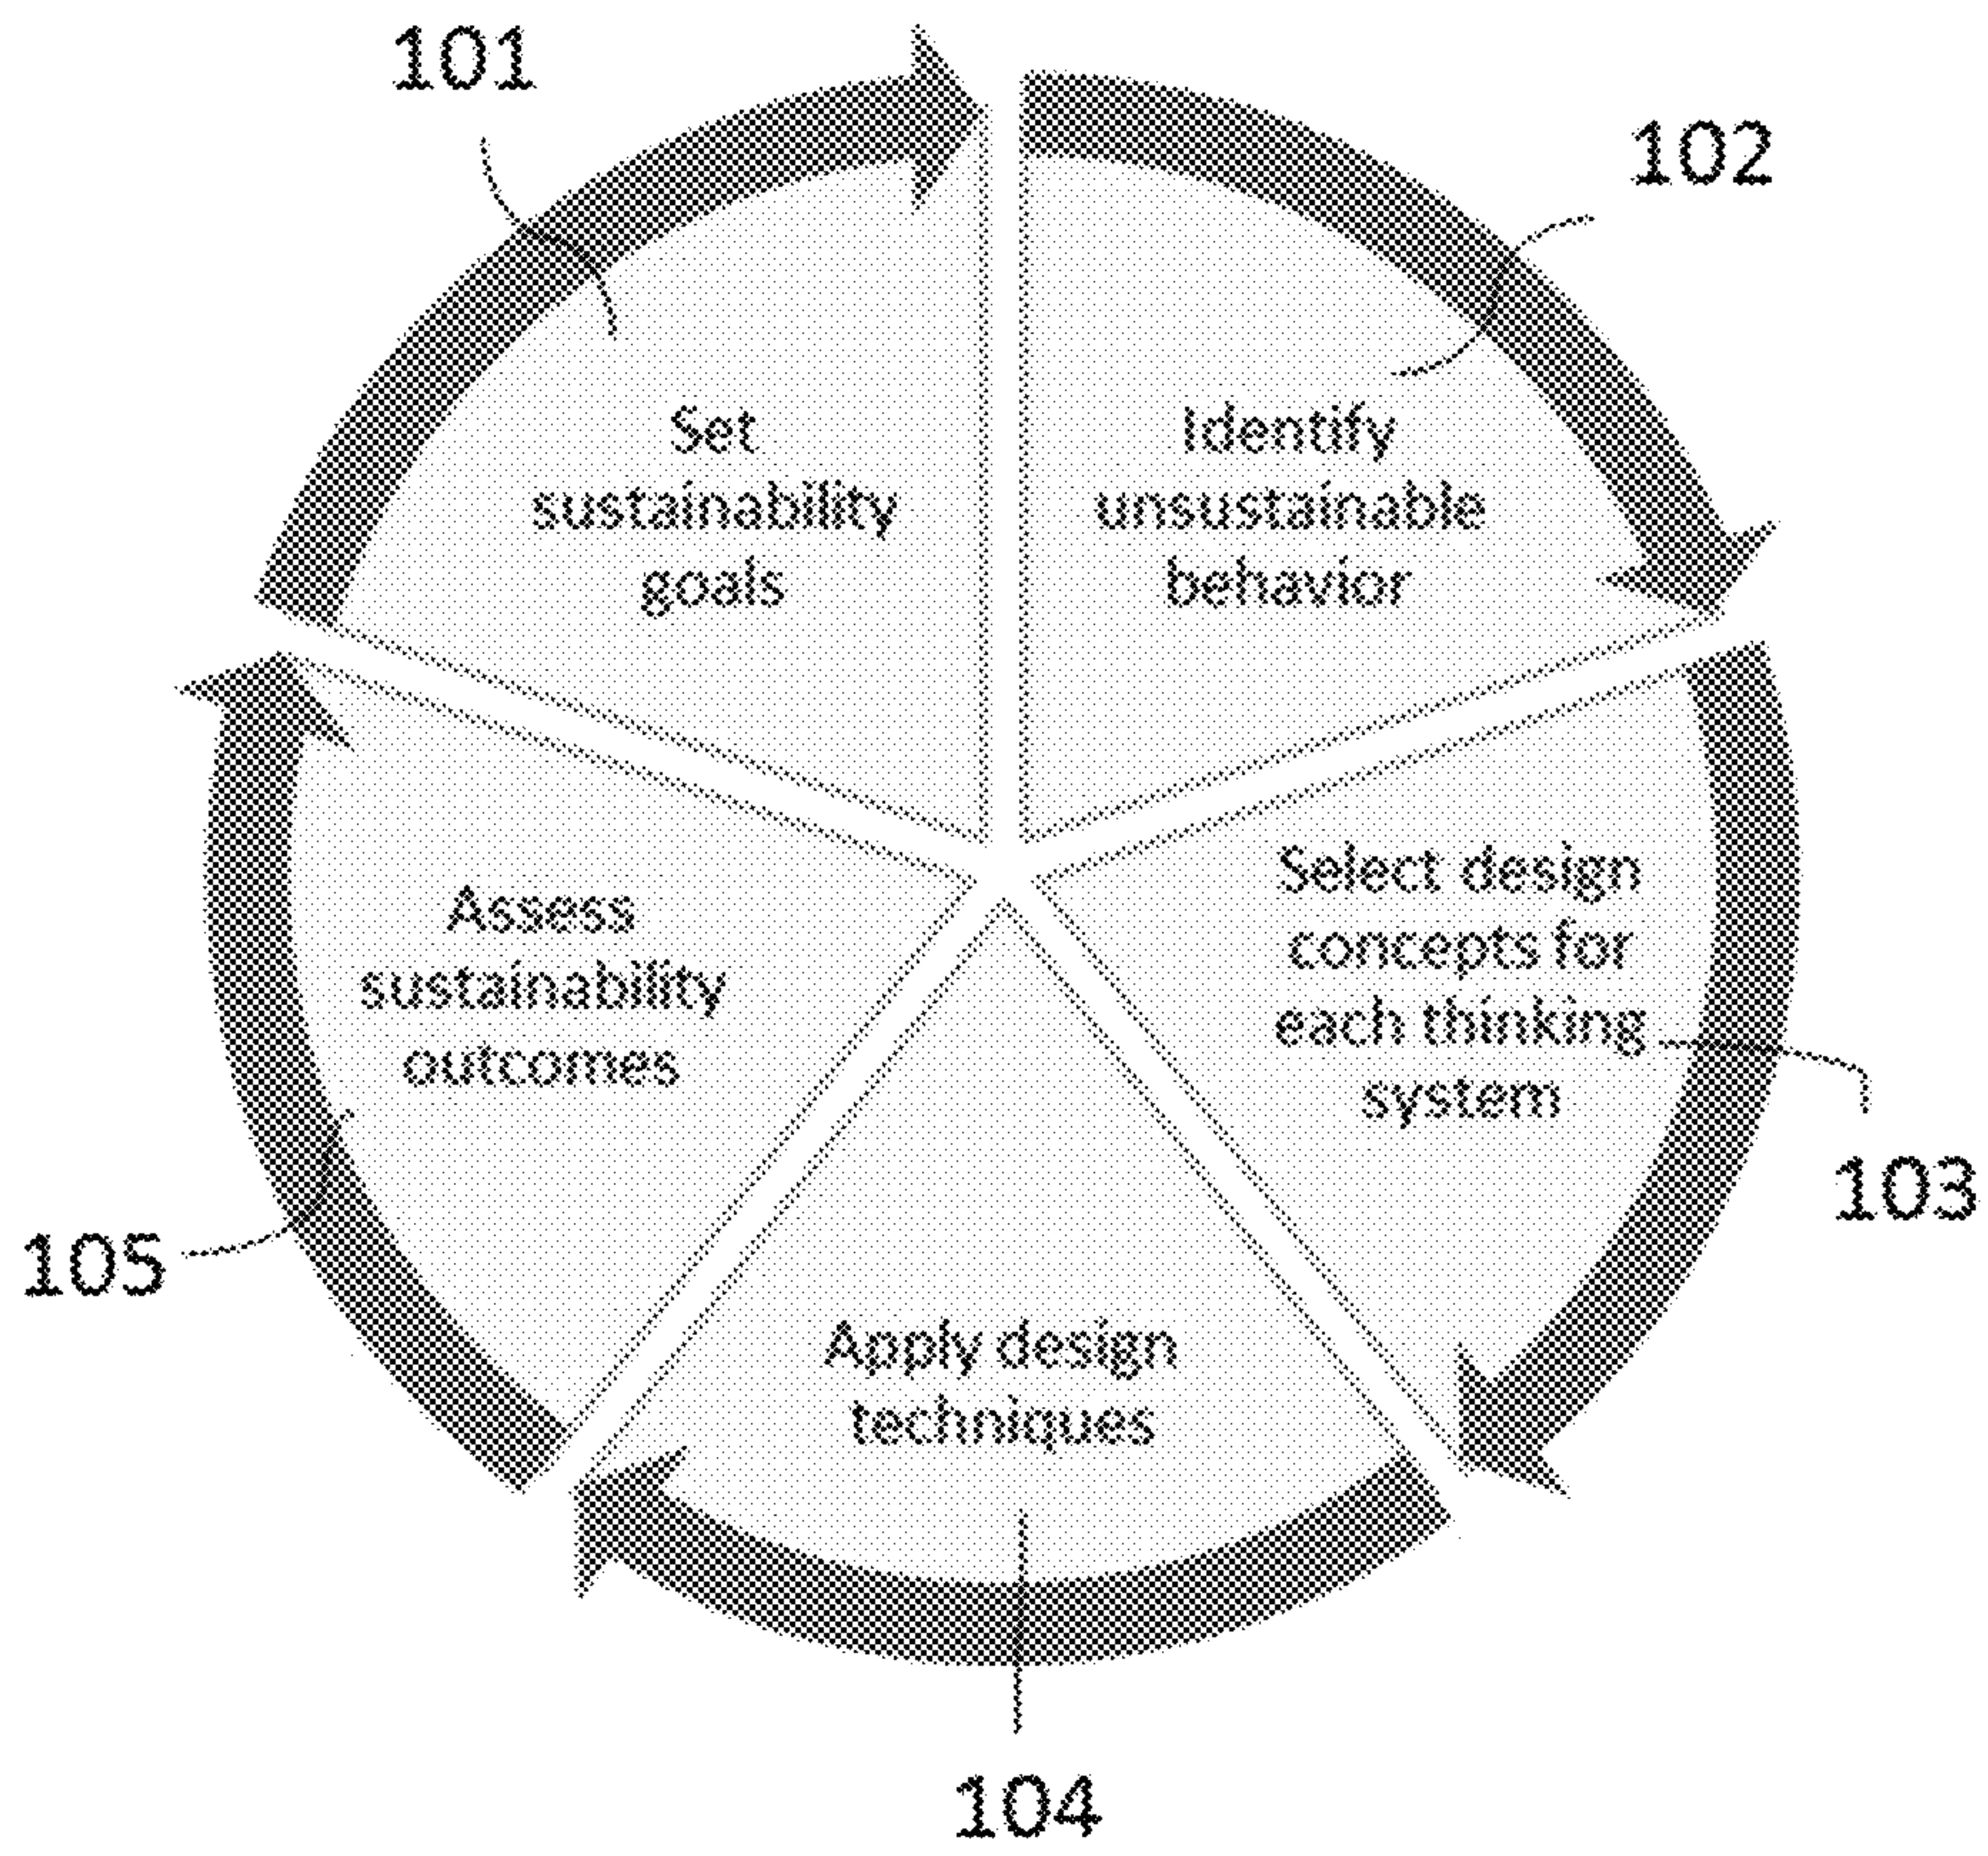 101
102
Set
sustainability
goals
Identify
unsustainable
behavior
Select design
concepts for
each thinking
system
103
Apply design
techniques
104
Assess
sustainability
outcomes
105